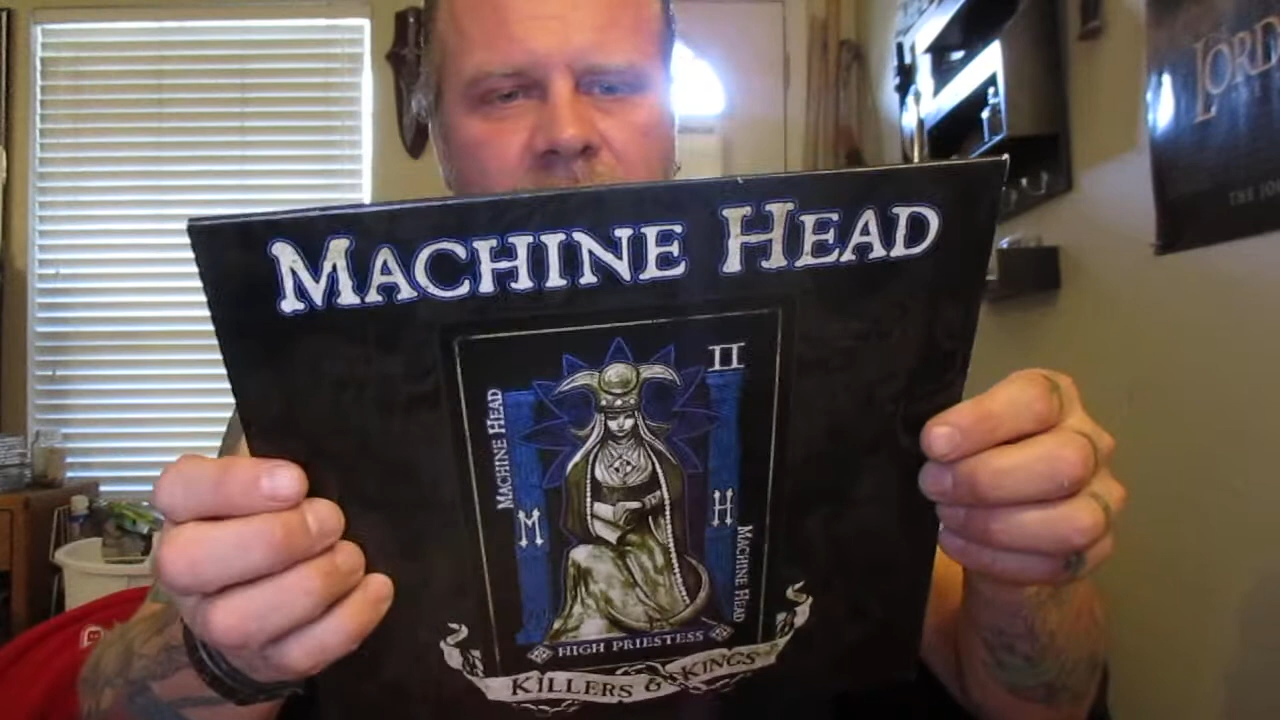 MACHINE HEAD
II
MACHINE HEAD
M
H
MACHINE HEAD
HIGH PRIESTESS
KILLERS & KINGS
LORD